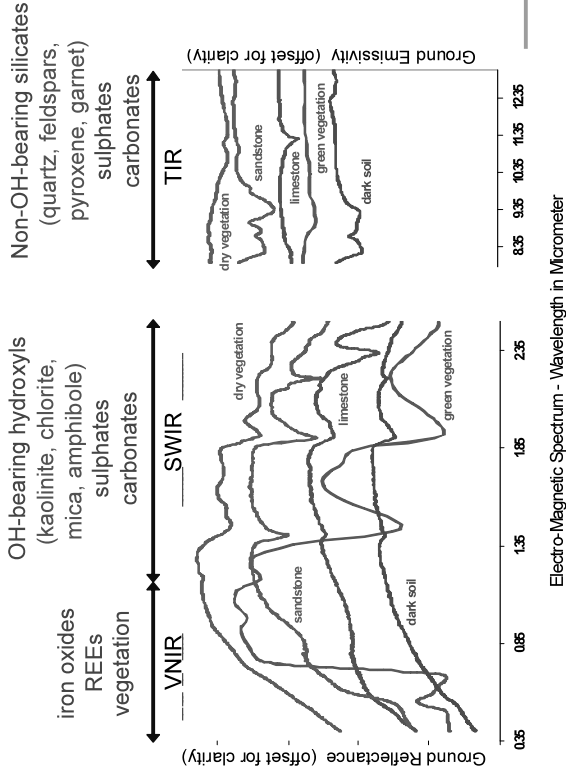 iron oxides
REEs
vegetation
VNIR
OH-bearing hydroxyls
(kaolinite, chlorite,
mica, amphibole)
sulphates
carbonates
SWIR
Non-OH-bearing silicates
(quartz, feldspars,
pyroxene, garnet)
sulphates
carbonates
TIR
Ground Reflectance (offset for clarity)
dry vegetation
sandstone
limestone
dark soil
green vegetation
dry vegetation
sandstone
limestone
green vegetation
dark soil
Ground Emissivity (offset for clarity)
0.35 0.85 1.35 1.85 2.35 8.35 9.35 10.35 11.35 12.35
Electro-Magnetic Spectrum - Wavelength in Micrometer